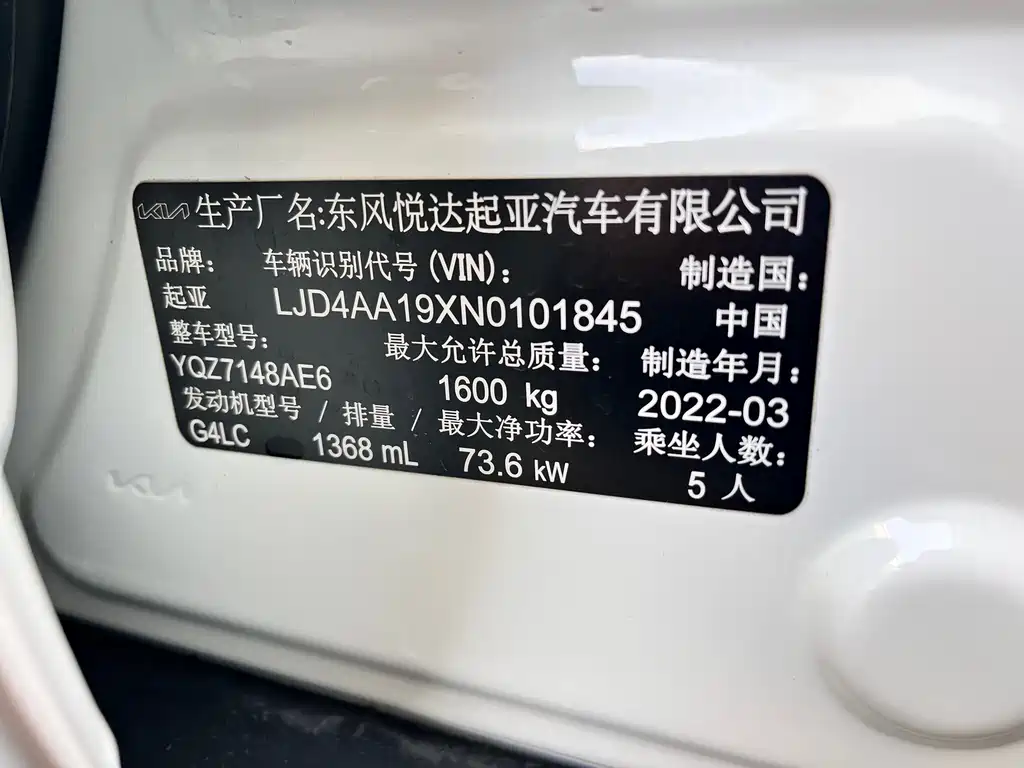 KIA 生产厂名:东风悦达起亚汽车有限公司
品牌: 车辆识别代号(VIN): 制造国:
起亚 LJD4AA19XN0101845 中国
整车型号: 最大允许总质量: 制造年月:
YQZ7148AE6 1600 kg 2022-03
发动机型号 / 排量 / 最大净功率: 乘坐人数:
G4LC 1368 mL 73.6 kW 5 人
KIA